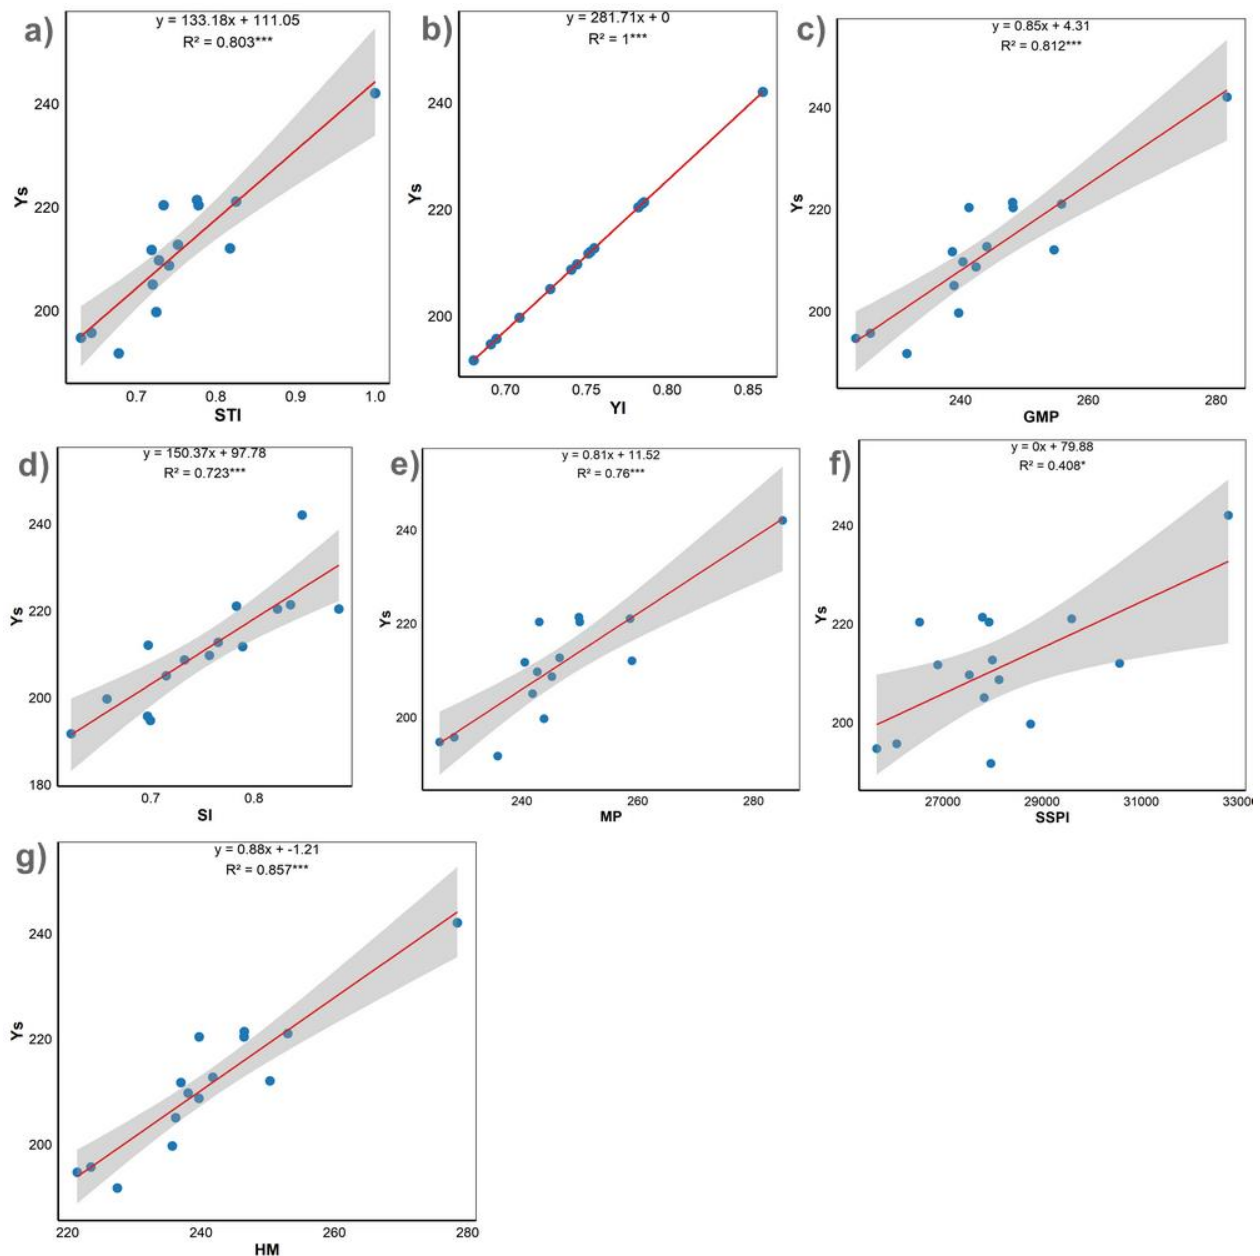 a)
y = 133.18x + 111.05
R² = 0.803***
Ys
240
220
200
0.7
0.8
0.9
1.0
STI
b)
y = 281.71x + 0
R² = 1***
Ys
240
220
200
0.70
0.75
0.80
0.85
YI
c)
y = 0.85x + 4.31
R² = 0.812***
Ys
240
220
200
240
260
280
GMP
d)
y = 150.37x + 97.78
R² = 0.723***
Ys
240
220
200
180
0.7
0.8
SI
e)
y = 0.81x + 11.52
R² = 0.76***
Ys
240
220
200
240
260
280
MP
f)
y = 0x + 79.88
R² = 0.408*
Ys
240
220
200
27000
29000
31000
3300
SSPI
g)
y = 0.88x + -1.21
R² = 0.857***
Ys
240
220
200
220
240
260
280
HM